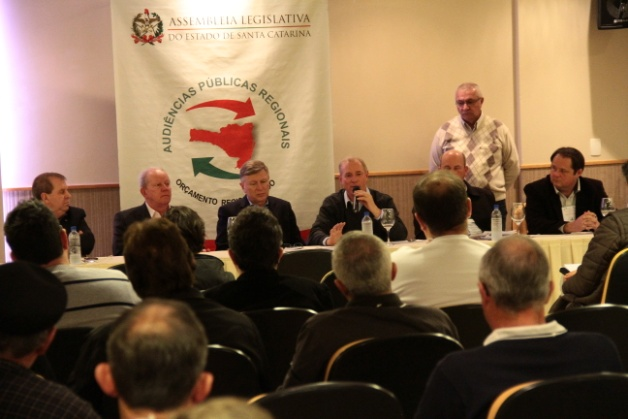 ASSEMBLEIA LEGISLATIVA
DO ESTADO DE SANTA CATARINA
AUDIÊNCIAS PÚBLICAS REGIONAIS
ORÇAMENTO